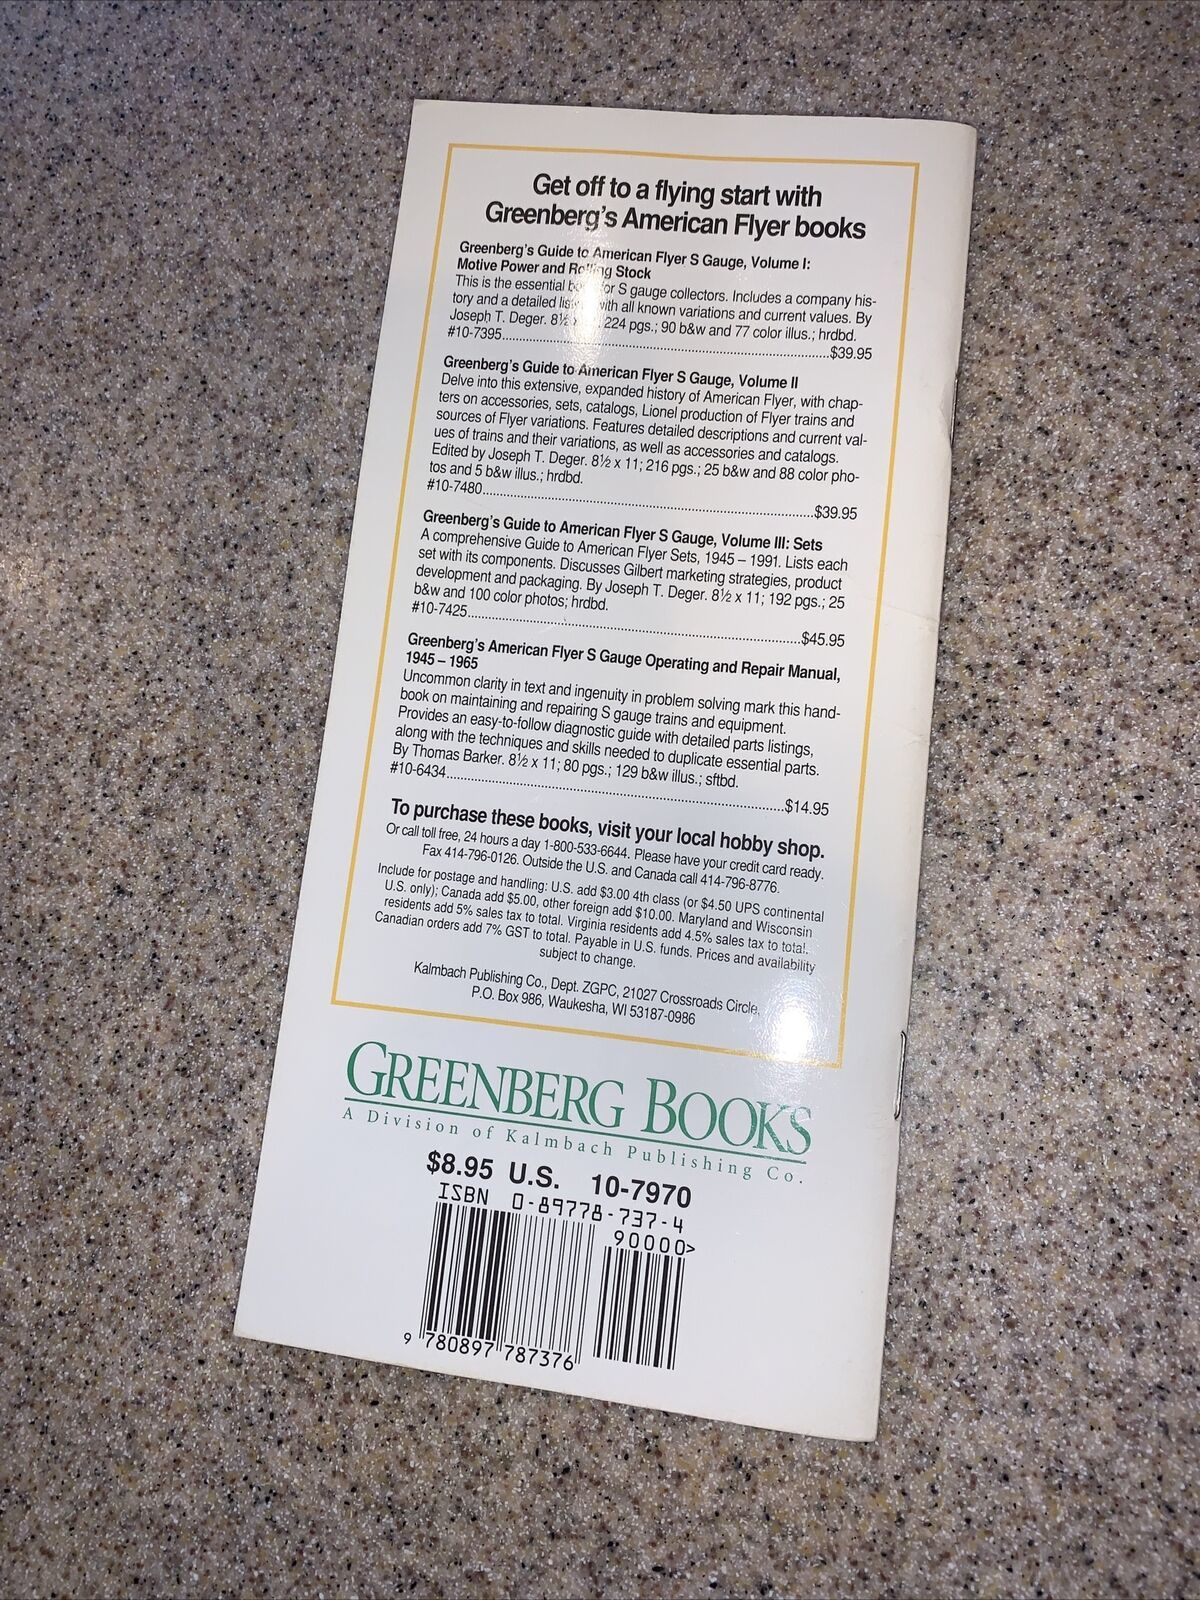 Get off to a flying start with
Greenberg's American Flyer books
Greenberg's Guide to American Flyer S Gauge, Volume I:
Motive Power and Rolling Stock
This is the essential for S gauge collectors. Includes a company his-
tory and a detailed with all known variations and current values. By
Joseph T. Deger. 8½ 224 pgs.; 90 b&w and 77 color illus.; hrdbd.
#10-7395..........$39.95
Greenberg's Guide to American Flyer S Gauge, Volume II
Delve into this extensive, expanded history of American Flyer, with chap-
ters on accessories, sets, catalogs, Lionel production of Flyer trains and
sources of Flyer variations. Features detailed descriptions and current val-
ues of trains and their variations, as well as accessories and catalogs.
Edited by Joseph T. Deger. 8½ x 11; 216 pgs.; 25 b&w and 88 color pho-
tos and 5 b&w illus.; hrdbd.
#10-7480..........$39.95
Greenberg's Guide to American Flyer S Gauge, Volume III: Sets
A comprehensive Guide to American Flyer Sets, 1945 – 1991. Lists each
set with its components. Discusses Gilbert marketing strategies, product
development and packaging. By Joseph T. Deger. 8½ x 11; 192 pgs.; 25
b&w and 100 color photos; hrdbd.
#10-7425..........$45.95
Greenberg's American Flyer S Gauge Operating and Repair Manual,
1945 – 1965
Uncommon clarity in text and ingenuity in problem solving mark this hand-
book on maintaining and repairing S gauge trains and equipment.
Provides an easy-to-follow diagnostic guide with detailed parts listings,
along with the techniques and skills needed to duplicate essential parts.
By Thomas Barker. 8½ x 11; 80 pgs.; 129 b&w illus.; sftbd.
#10-6434..........$14.95
To purchase these books, visit your local hobby shop.
Or call toll free, 24 hours a day 1-800-533-6644. Please have your credit card ready.
Fax 414-796-0126. Outside the U.S. and Canada call 414-796-8776.
Include for postage and handling: U.S. add $3.00 4th class (or $4.50 UPS continental
U.S. only); Canada add $5.00, other foreign add $10.00. Maryland and Wisconsin
residents add 5% sales tax to total. Virginia residents add 4.5% sales tax to total.
Canadian orders add 7% GST to total. Payable in U.S. funds. Prices and availability
subject to change.
Kalmbach Publishing Co., Dept. ZGPC, 21027 Crossroads Circle,
P.O. Box 986, Waukesha, WI 53187-0986
GREENBERG BOOKS
A Division of Kalmbach Publishing Co.
$8.95 U.S. 10-7970
ISBN 0-89778-737-4
90000>
9 780897 787376